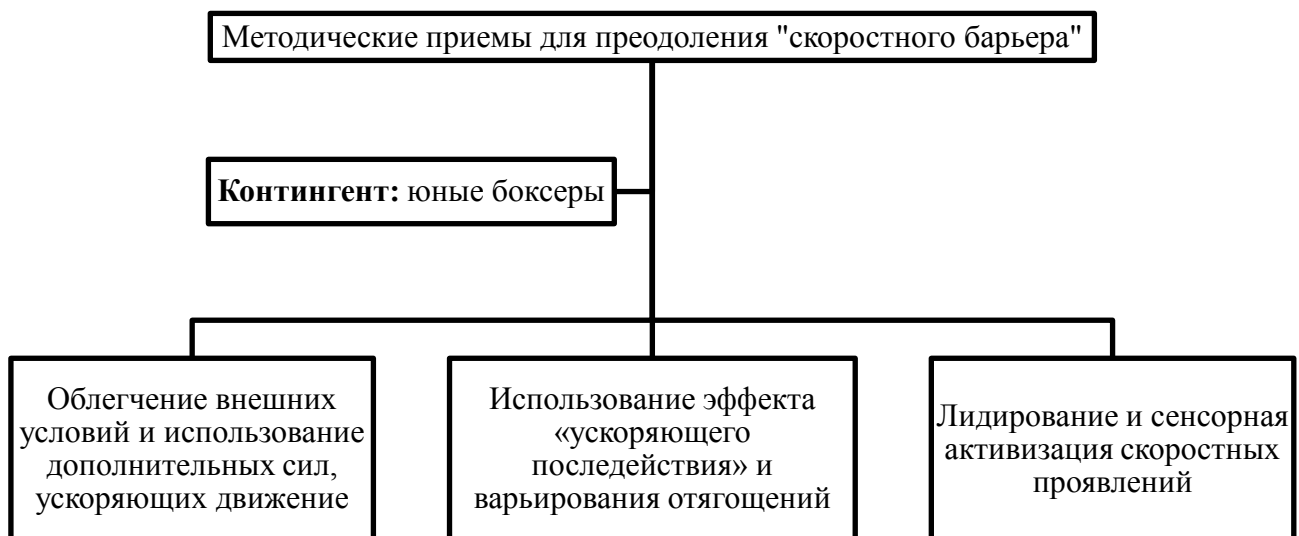 Методические приемы для преодоления "скоростного барьера"
Контингент: юные боксеры
Облегчение внешних
условий и использование
дополнительных сил,
ускоряющих движение
Использование эффекта
«ускоряющего
последействия» и
варьирования отягощений
Лидирование и сенсорная
активизация скоростных
проявлений